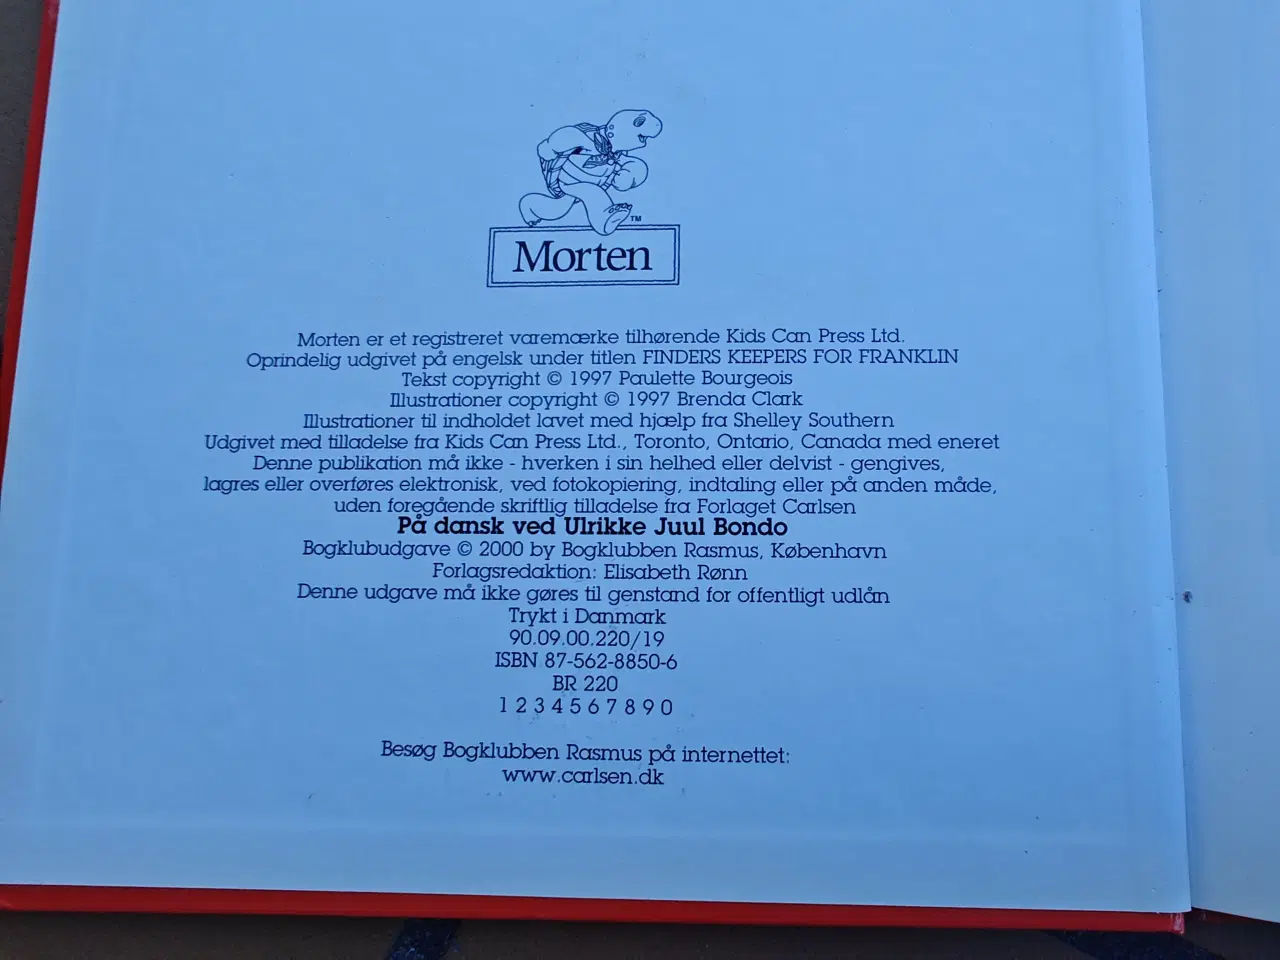 TM
Morten
Morten er et registreret varemærke tilhørende Kids Can Press Ltd.
Oprindelig udgivet på engelsk under titlen FINDERS KEEPERS FOR FRANKLIN
Tekst copyright © 1997 Paulette Bourgeois
Illustrationer copyright © 1997 Brenda Clark
Illustrationer til indholdet lavet med hjælp fra Shelley Southern
Udgivet med tilladelse fra Kids Can Press Ltd., Toronto, Ontario, Canada med eneret
Denne publikation må ikke - hverken i sin helhed eller delvist - gengives,
lagres eller overføres elektronisk, ved fotokopiering, indtaling eller på anden måde,
uden foregående skriftlig tilladelse fra Forlaget Carlsen
På dansk ved Ulrikke Juul Bondo
Bogklubudgave © 2000 by Bogklubben Rasmus, København
Forlagsredaktion: Elisabeth Rønn
Denne udgave må ikke gøres til genstand for offentligt udlån
Trykt i Danmark
90.09.00.220/19
ISBN 87-562-8850-6
BR 220
1 2 3 4 5 6 7 8 9 0
Besøg Bogklubben Rasmus på internettet:
www.carlsen.dk